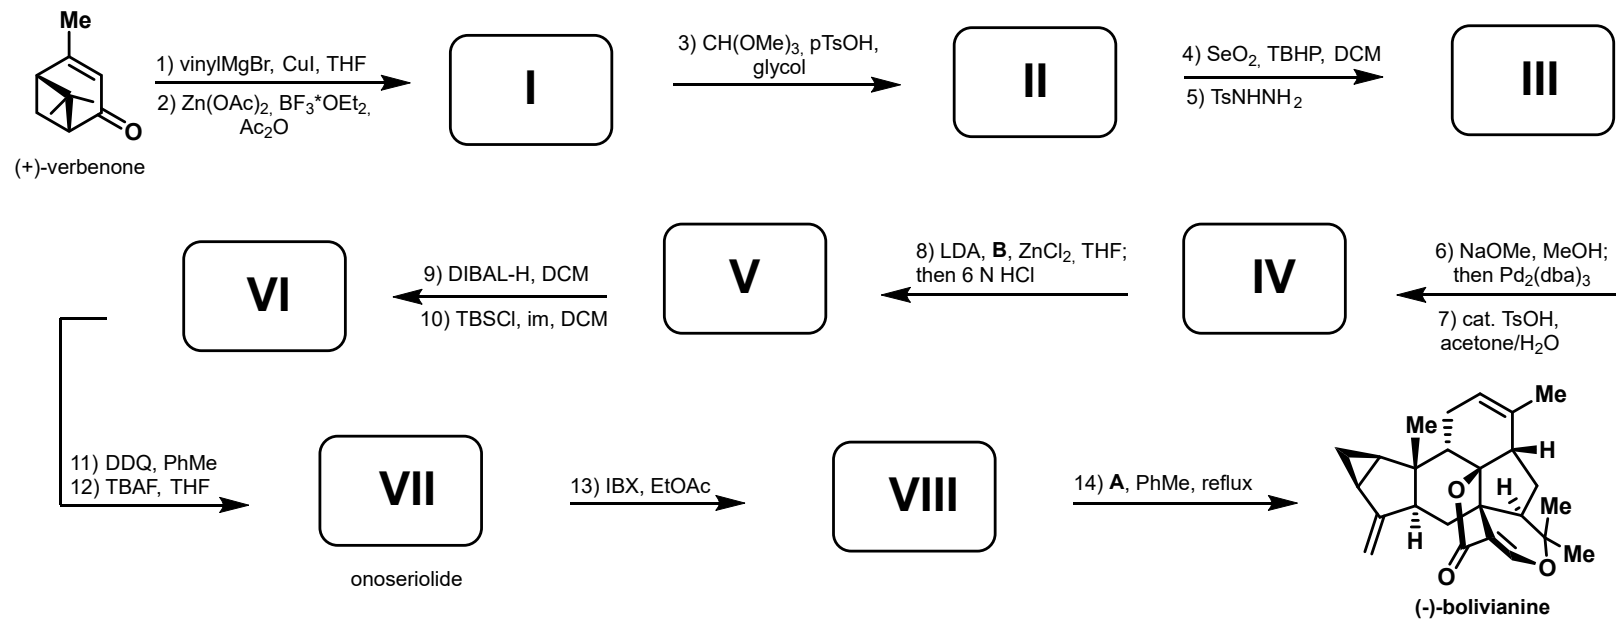 Me
O
(+)-verbenone
1) vinylMgBr, CuI, THF
2) Zn(OAc)2, BF3*OEt2,
Ac2O
I
3) CH(OMe)3, pTsOH,
glycol
II
4) SeO2, TBHP, DCM
5) TsNHNH2
III
6) NaOMe, MeOH;
then Pd2(dba)3
7) cat. TsOH,
acetone/H2O
IV
8) LDA, B, ZnCl2, THF;
then 6 N HCl
V
9) DIBAL-H, DCM
10) TBSCl, im, DCM
VI
11) DDQ, PhMe
12) TBAF, THF
VII
onoseriolide
13) IBX, EtOAc
VIII
14) A, PhMe, reflux
Me
Me
H
O
H
Me
Me
H
O
O
(-)-bolivianine